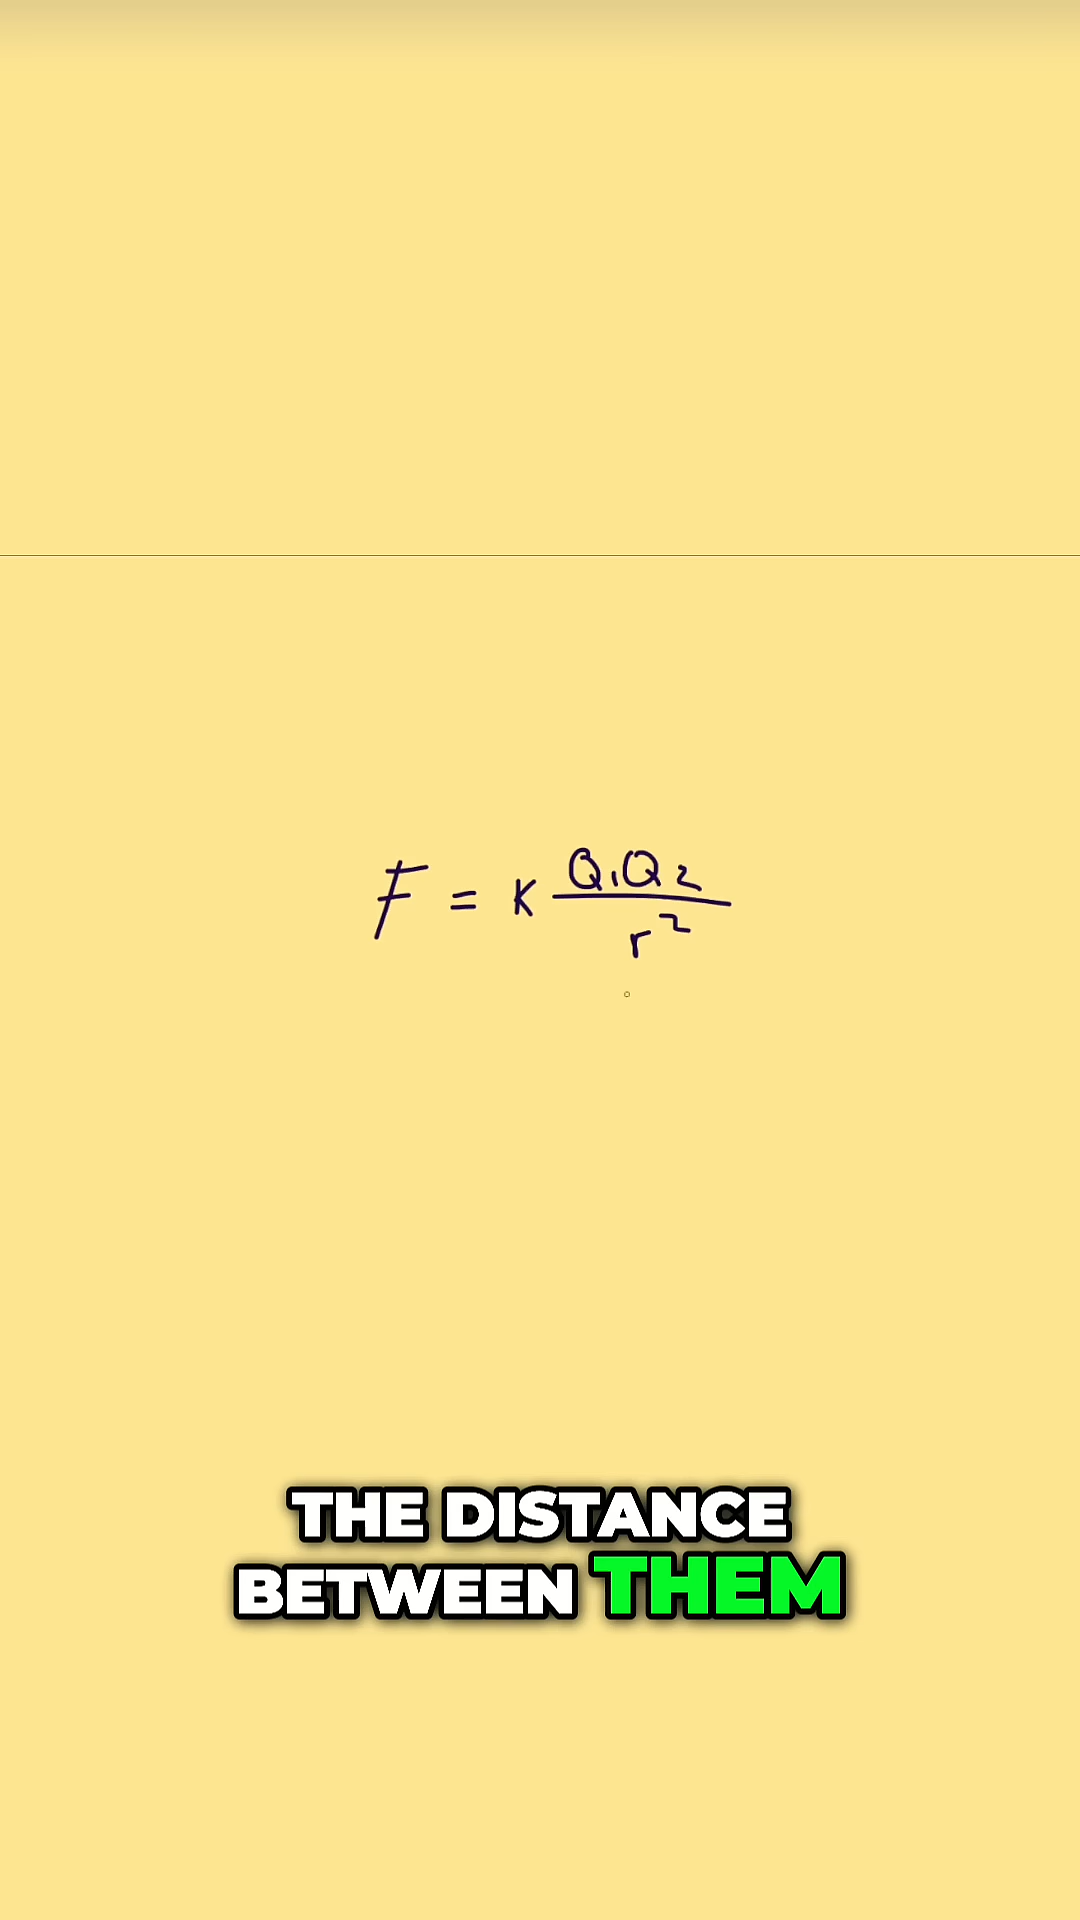 F = K Q₁Q₂ / r²
THE DISTANCE
BETWEEN THEM